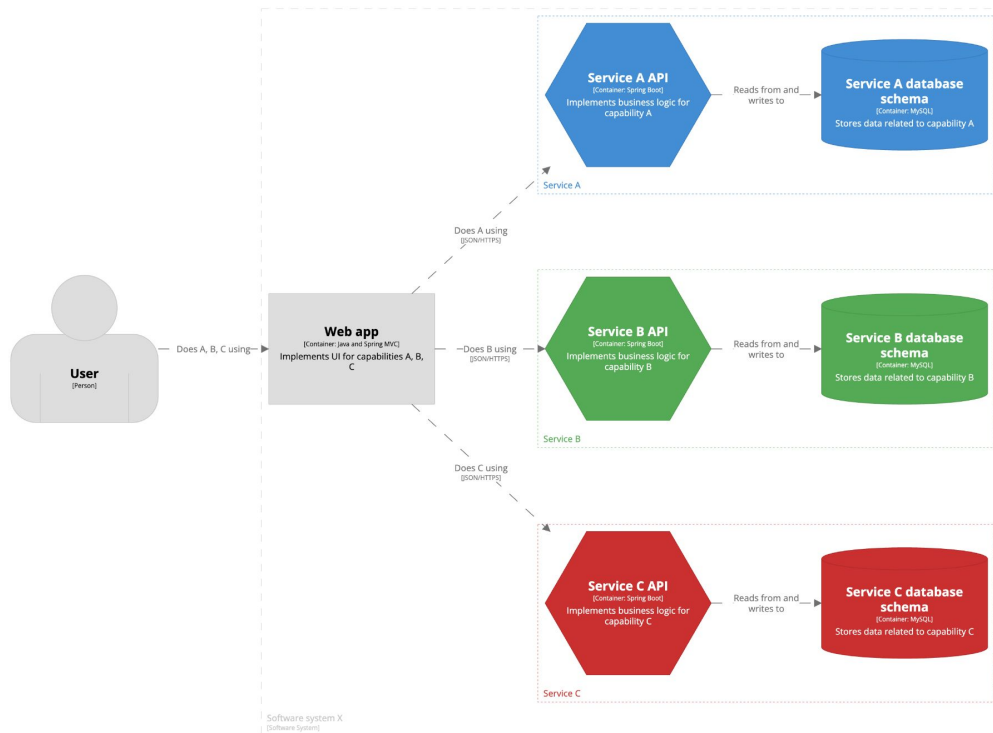 Service A API
[Container: Spring Boot]
Implements business logic for
capability A
Reads from and
writes to
Service A database
schema
[Container: MySQL]
Stores data related to capability A
Service A
Does A using
[JSON/HTTPS]
User
[Person]
Does A, B, C using
Web app
[Container: Java and Spring MVC]
Implements UI for capabilities A, B,
C
Does B using
[JSON/HTTPS]
Service B API
[Container: Spring Boot]
Implements business logic for
capability B
Reads from and
writes to
Service B database
schema
[Container: MySQL]
Stores data related to capability B
Service B
Does C using
[JSON/HTTPS]
Service C API
[Container: Spring Boot]
Implements business logic for
capability C
Reads from and
writes to
Service C database
schema
[Container: MySQL]
Stores data related to capability C
Service C
Software system X
[Software System]